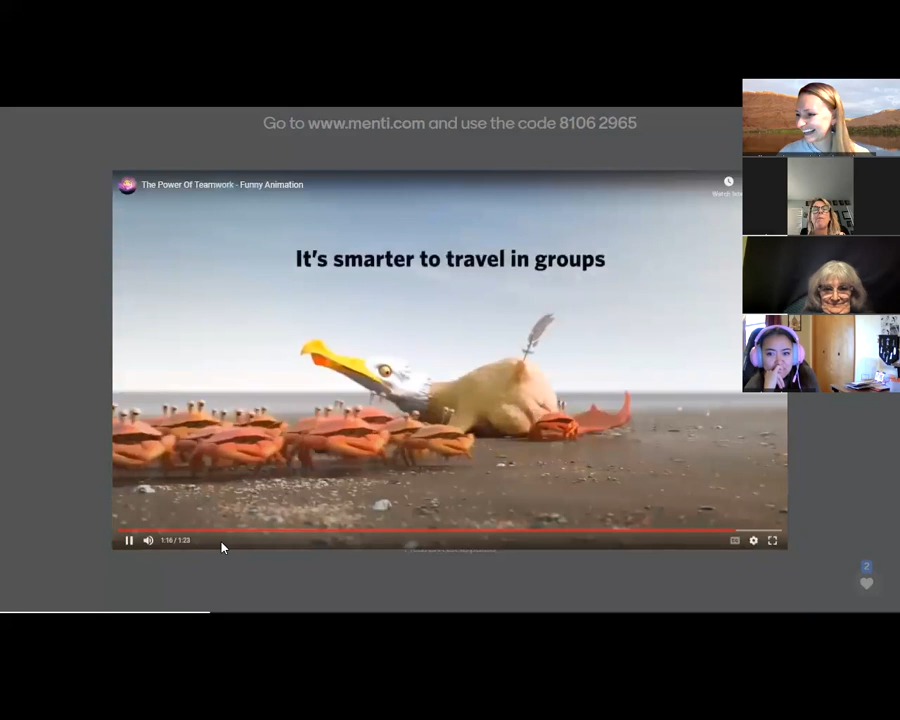 Go to www.menti.com and use the code 8106 2965
The Power Of Teamwork - Funny Animation
It's smarter to travel in groups
1:16 / 1:23
2